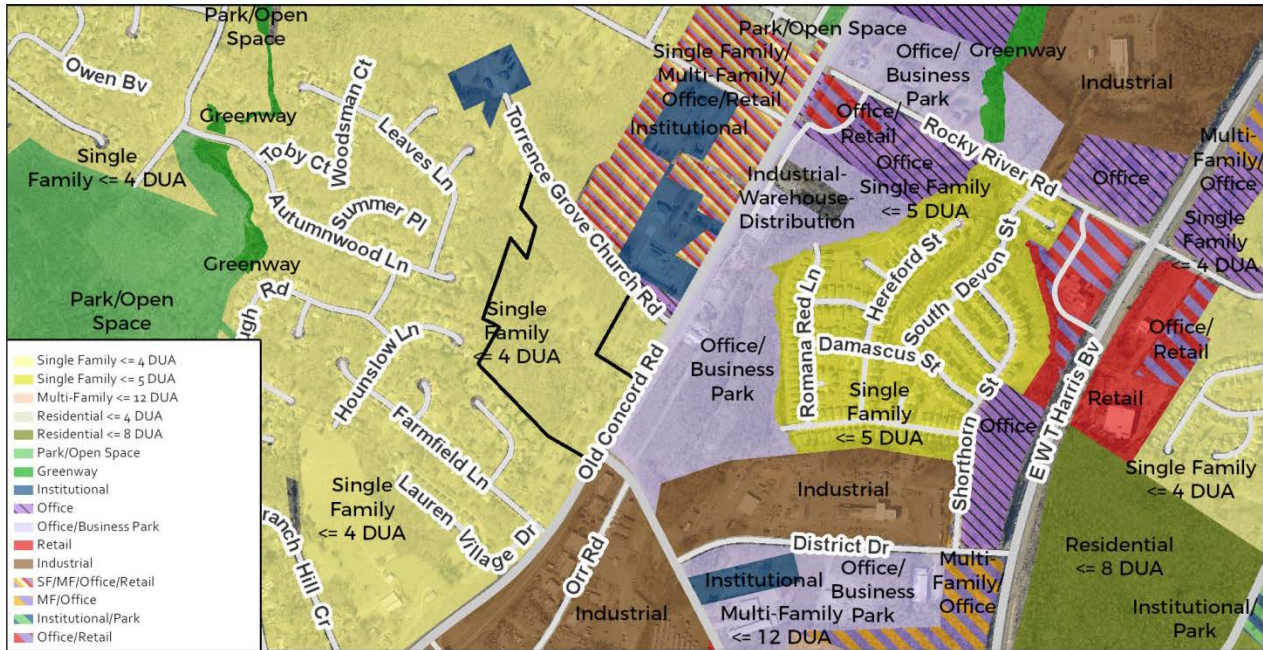 Park/Open
Space
Owen Bv
Woodsman Ct
Leaves Ln
Greenway
Toby Ct
Single
Family <= 4 DUA
Summer Pl
Autumnwood Ln
Greenway
Park/Open
Space
Rd
Hounslow Ln
Farmfield Ln
Lauren Village Dr
Single
Family
<= 4 DUA
Torrence Grove Church Rd
Single
Family
<= 4 DUA
Old Concord Rd
Orr Rd
Industrial
Park/Open Space
Single Family/
Multi-Family/
Office/Retail
Institutional
Office/
Business
Park
Greenway
Industrial
Office/
Retail
Rocky River Rd
Office
Single Family
<= 5 DUA
Industrial-
Warehouse-
Distribution
Office
Multi-
Family/
Office
Single
Family
<= 4 DUA
Hereford St
South Devon St
Romana Red Ln
Damascus St
Office/
Business
Park
Single
Family
<= 5 DUA
Shorthorn St
Office
E W T Harris Bv
Office/
Retail
Retail
Single Family
<= 4 DUA
Industrial
District Dr
Institutional
Office/
Business
Park
Multi-Family
<= 12 DUA
Multi-
Family/
Office
Residential
<= 8 DUA
Institutional/
Park
Single Family <= 4 DUA
Single Family <= 5 DUA
Multi-Family <= 12 DUA
Residential <= 4 DUA
Residential <= 8 DUA
Park/Open Space
Greenway
Institutional
Office
Office/Business Park
Retail
Industrial
SF/MF/Office/Retail
MF/Office
Institutional/Park
Office/Retail
Hill Cr